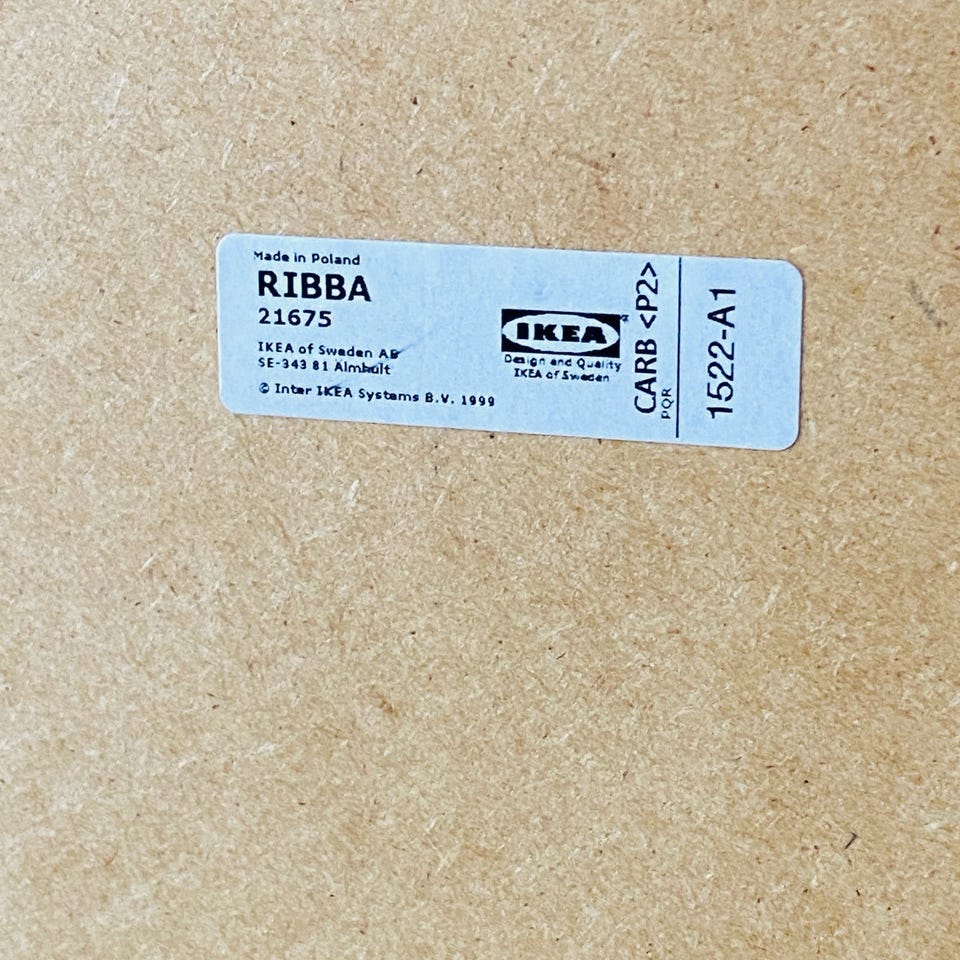 Made in Poland
RIBBA
21675
IKEA of Sweden AB
SE-343 81 Älmhult
© Inter IKEA Systems B.V. 1999
IKEA®
Design and Quality
IKEA of Sweden
CARB <P2>
PQR
1522-A1